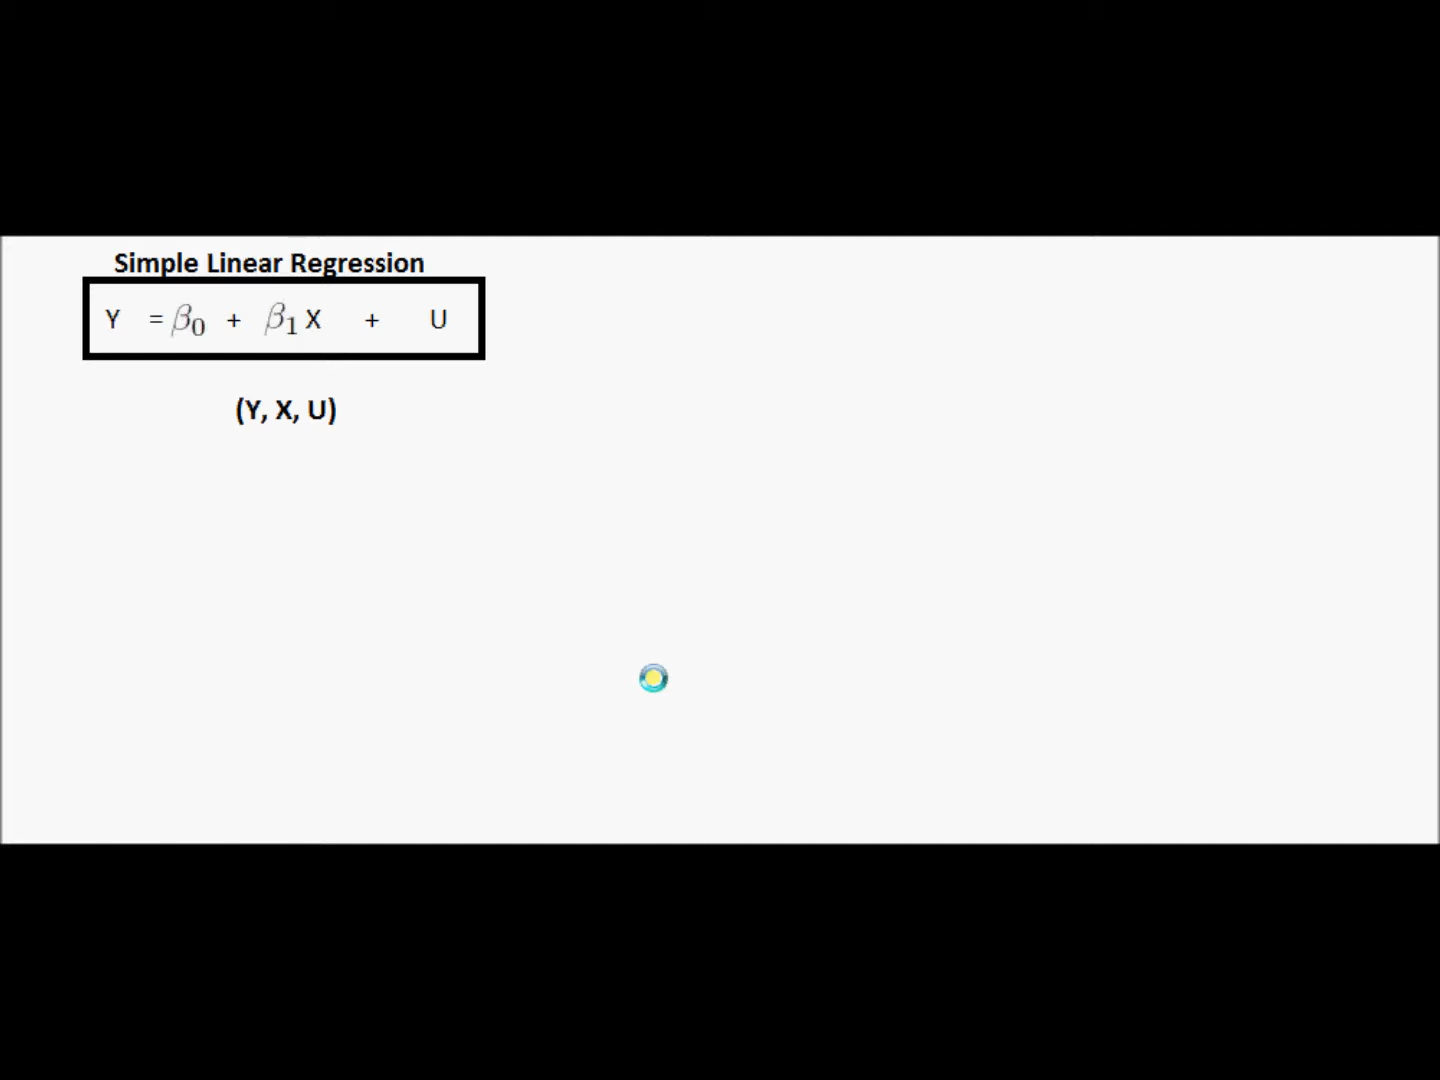 Simple Linear Regression
Y = β₀ + β₁ X + U
(Y, X, U)